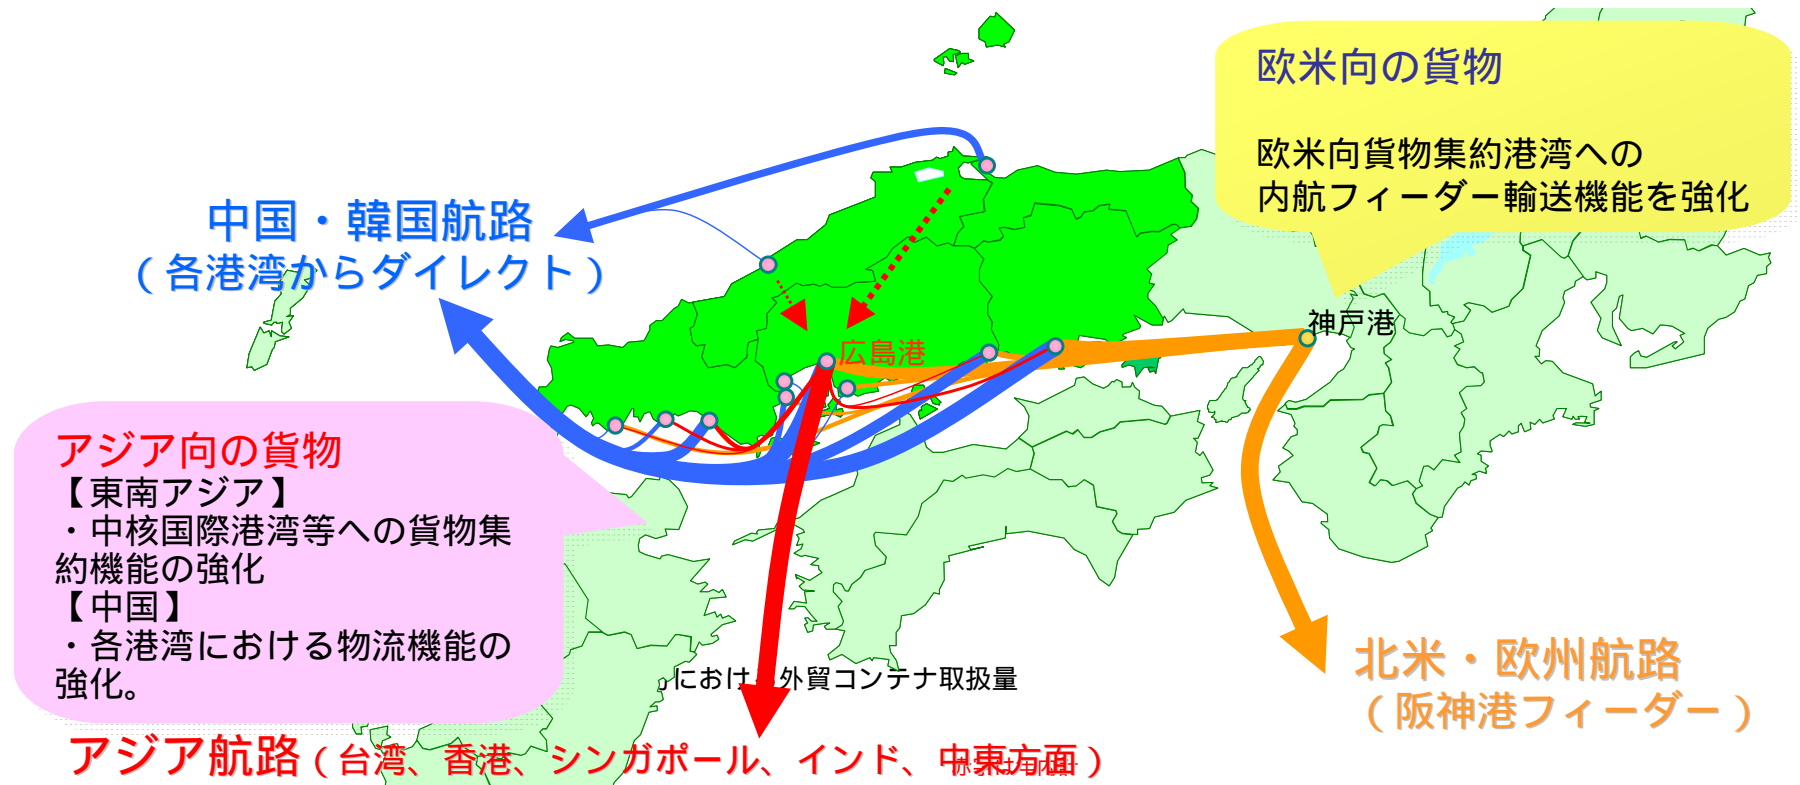 欧米向の貨物
欧米向貨物集約港湾への
内航フィーダー輸送機能を強化
中国・韓国航路
（各港湾からダイレクト）
神戸港
広島港
アジア向の貨物
【東南アジア】
・中核国際港湾等への貨物集
約機能の強化
【中国】
・各港湾における物流機能の
強化。
北米・欧州航路
（阪神港フィーダー）
における外貿コンテナ取扱量
アジア航路（台湾、香港、シンガポール、インド、中東方面）